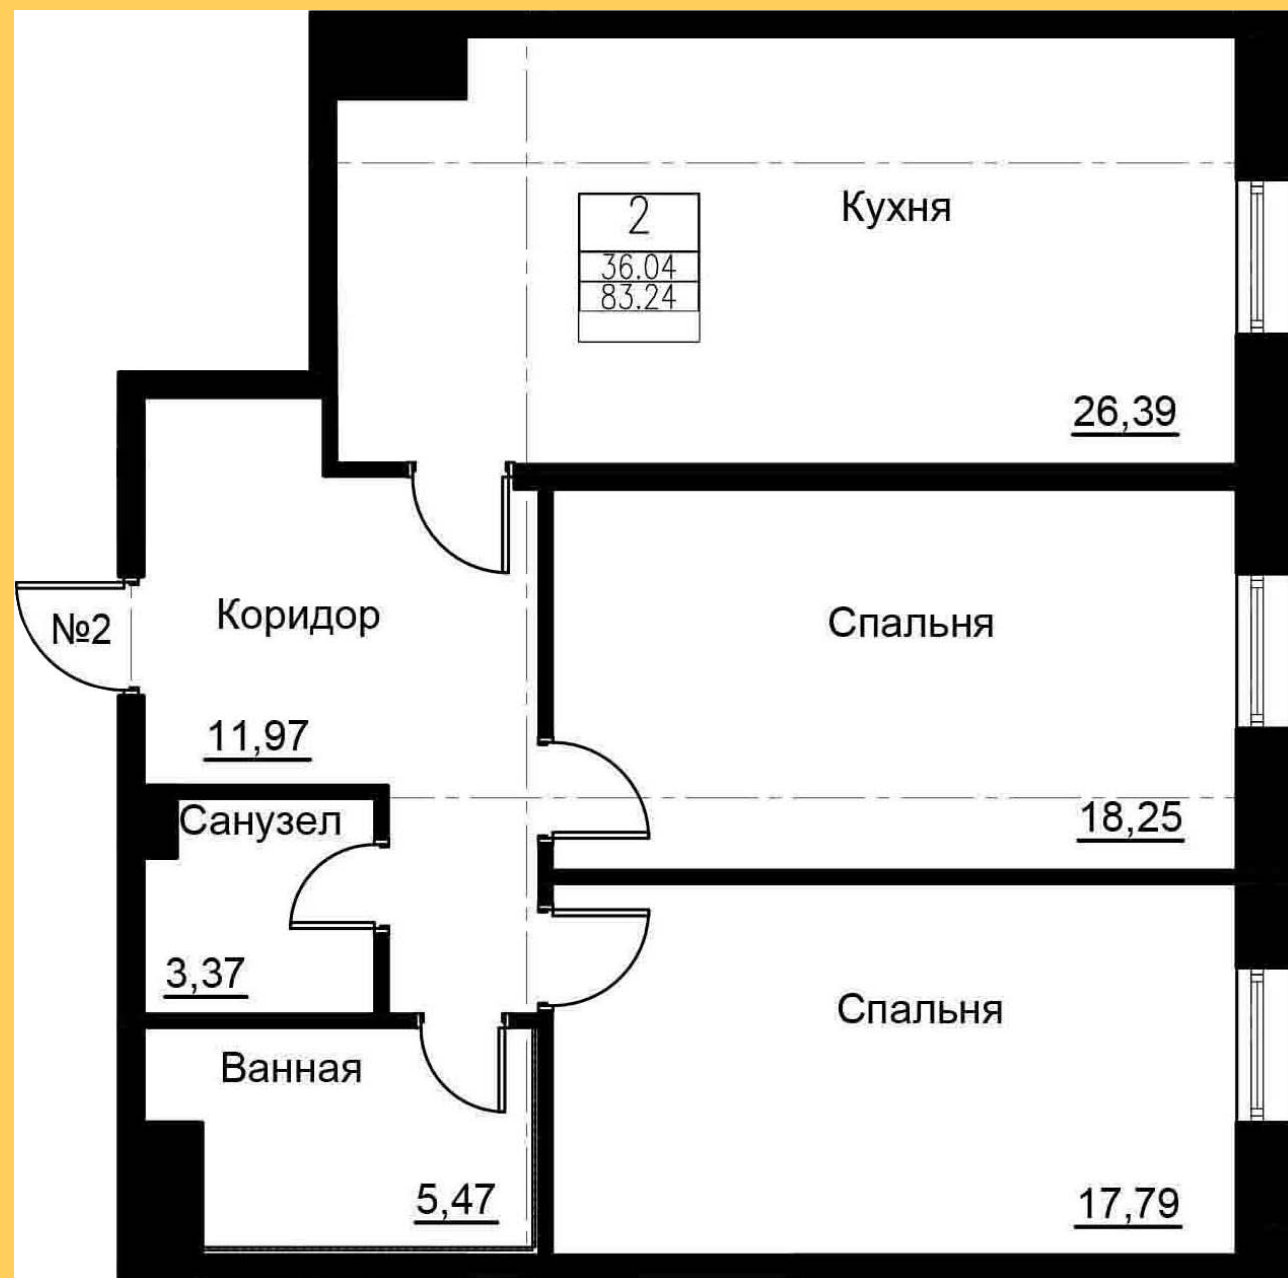 Кухня
2
36.04
83.24
26,39
№2
Коридор
Спальня
11,97
Санузел
18,25
3,37
Спальня
Ванная
5,47
17,79